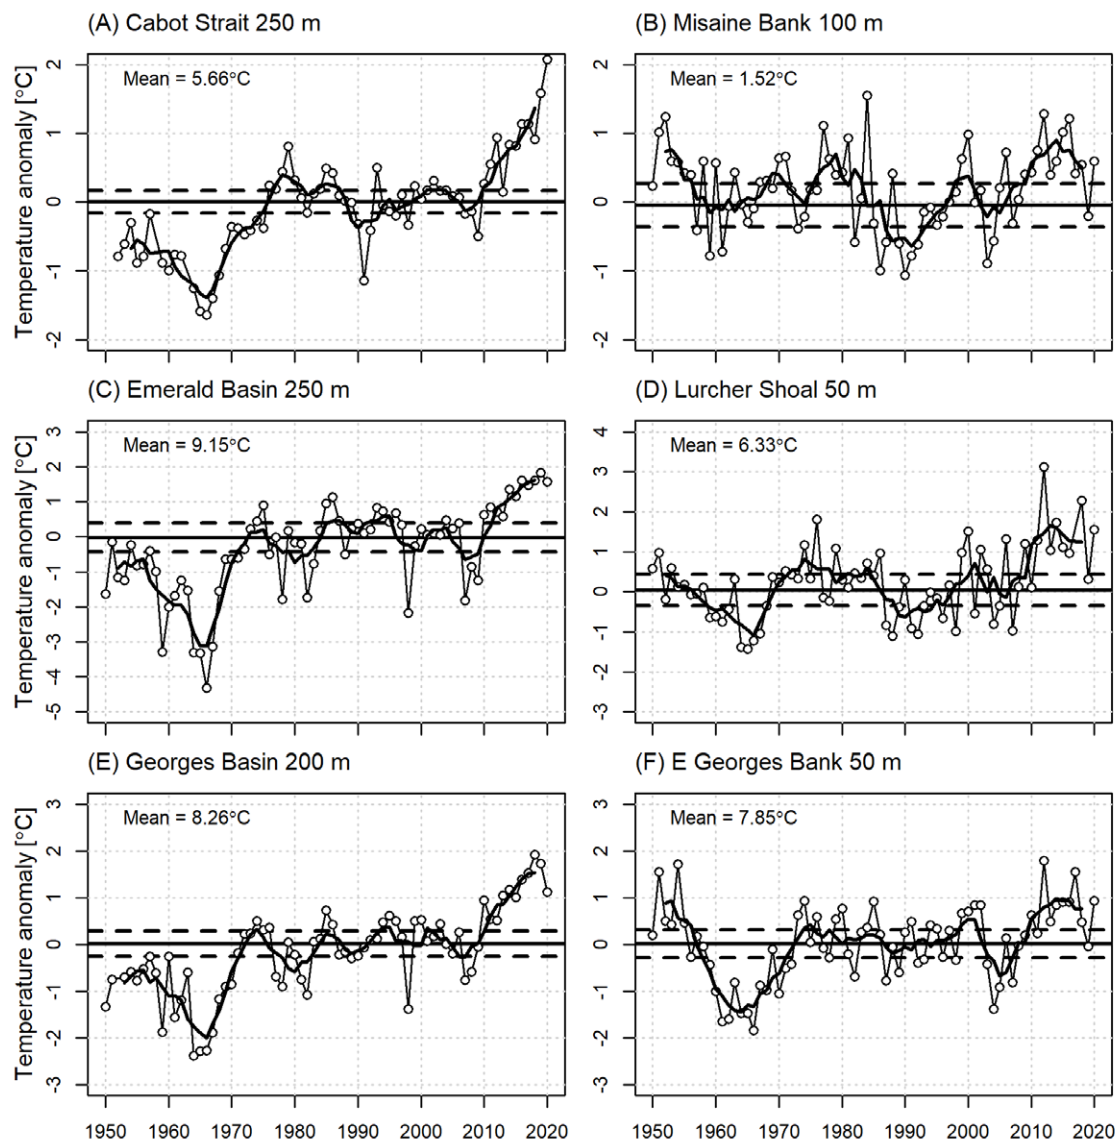 (A) Cabot Strait 250 m
(B) Misaine Bank 100 m
Temperature anomaly [°C]
Mean = 5.66°C
2
1
0
-1
-2
Mean = 1.52°C
2
1
0
-1
-2
(C) Emerald Basin 250 m
(D) Lurcher Shoal 50 m
Temperature anomaly [°C]
Mean = 9.15°C
3
2
1
0
-1
-2
-3
-4
-5
Mean = 6.33°C
4
3
2
1
0
-1
-2
-3
(E) Georges Basin 200 m
(F) E Georges Bank 50 m
Temperature anomaly [°C]
Mean = 8.26°C
3
2
1
0
-1
-2
-3
Mean = 7.85°C
3
2
1
0
-1
-2
-3
1950 1960 1970 1980 1990 2000 2010 2020
1950 1960 1970 1980 1990 2000 2010 2020